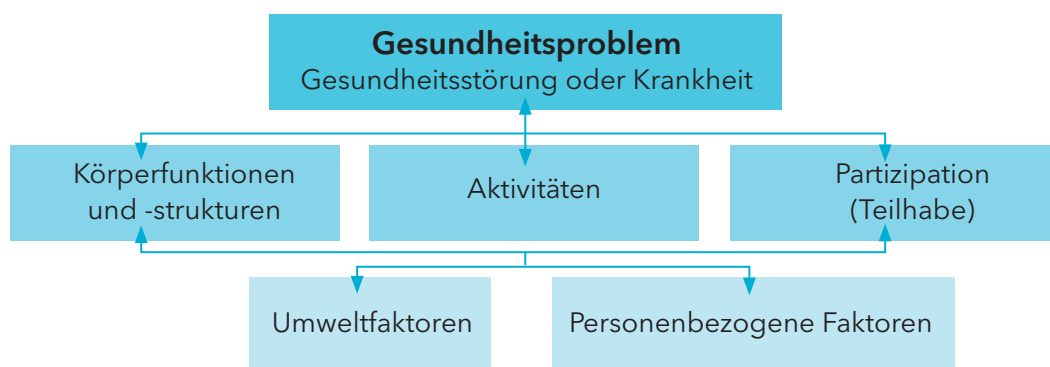 Gesundheitsproblem
Gesundheitsstörung oder Krankheit
Körperfunktionen
und -strukturen
Aktivitäten
Partizipation
(Teilhabe)
Umweltfaktoren
Personenbezogene Faktoren